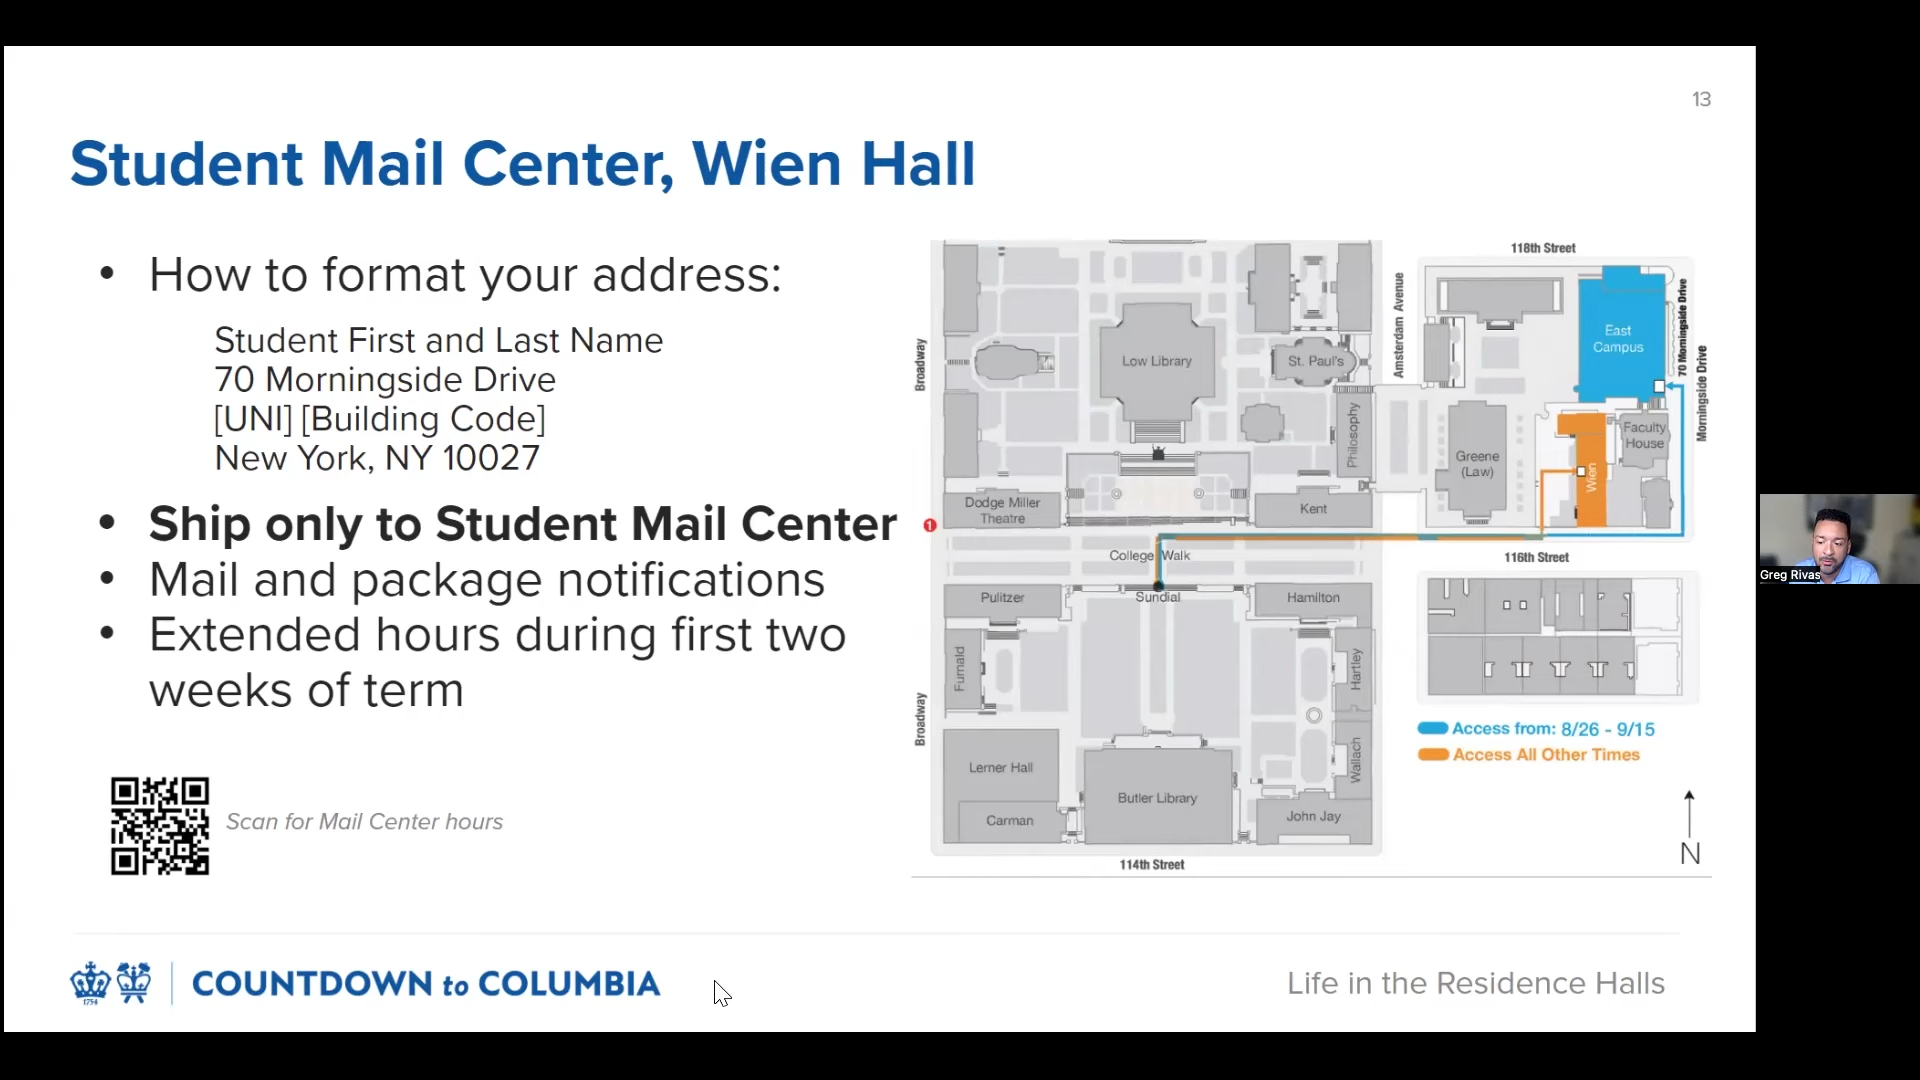 13
Student Mail Center, Wien Hall
• How to format your address:
Student First and Last Name
70 Morningside Drive
[UNI] [Building Code]
New York, NY 10027
• Ship only to Student Mail Center
• Mail and package notifications
• Extended hours during first two
weeks of term
Scan for Mail Center hours
118th Street
Broadway
Low Library
St. Paul's
Amsterdam Avenue
East
Campus
70 Morningside Drive
Morningside Drive
Philosophy
Greene
(Law)
Wien
Faculty
House
Dodge Miller
Theatre
Kent
1
College Walk
116th Street
Pulitzer
Sundial
Hamilton
Furnald
Hartley
Broadway
Wallach
Lerner Hall
Butler Library
Carman
John Jay
114th Street
Access from: 8/26 - 9/15
Access All Other Times
N
1754
COUNTDOWN to COLUMBIA
Life in the Residence Halls
Greg Rivas